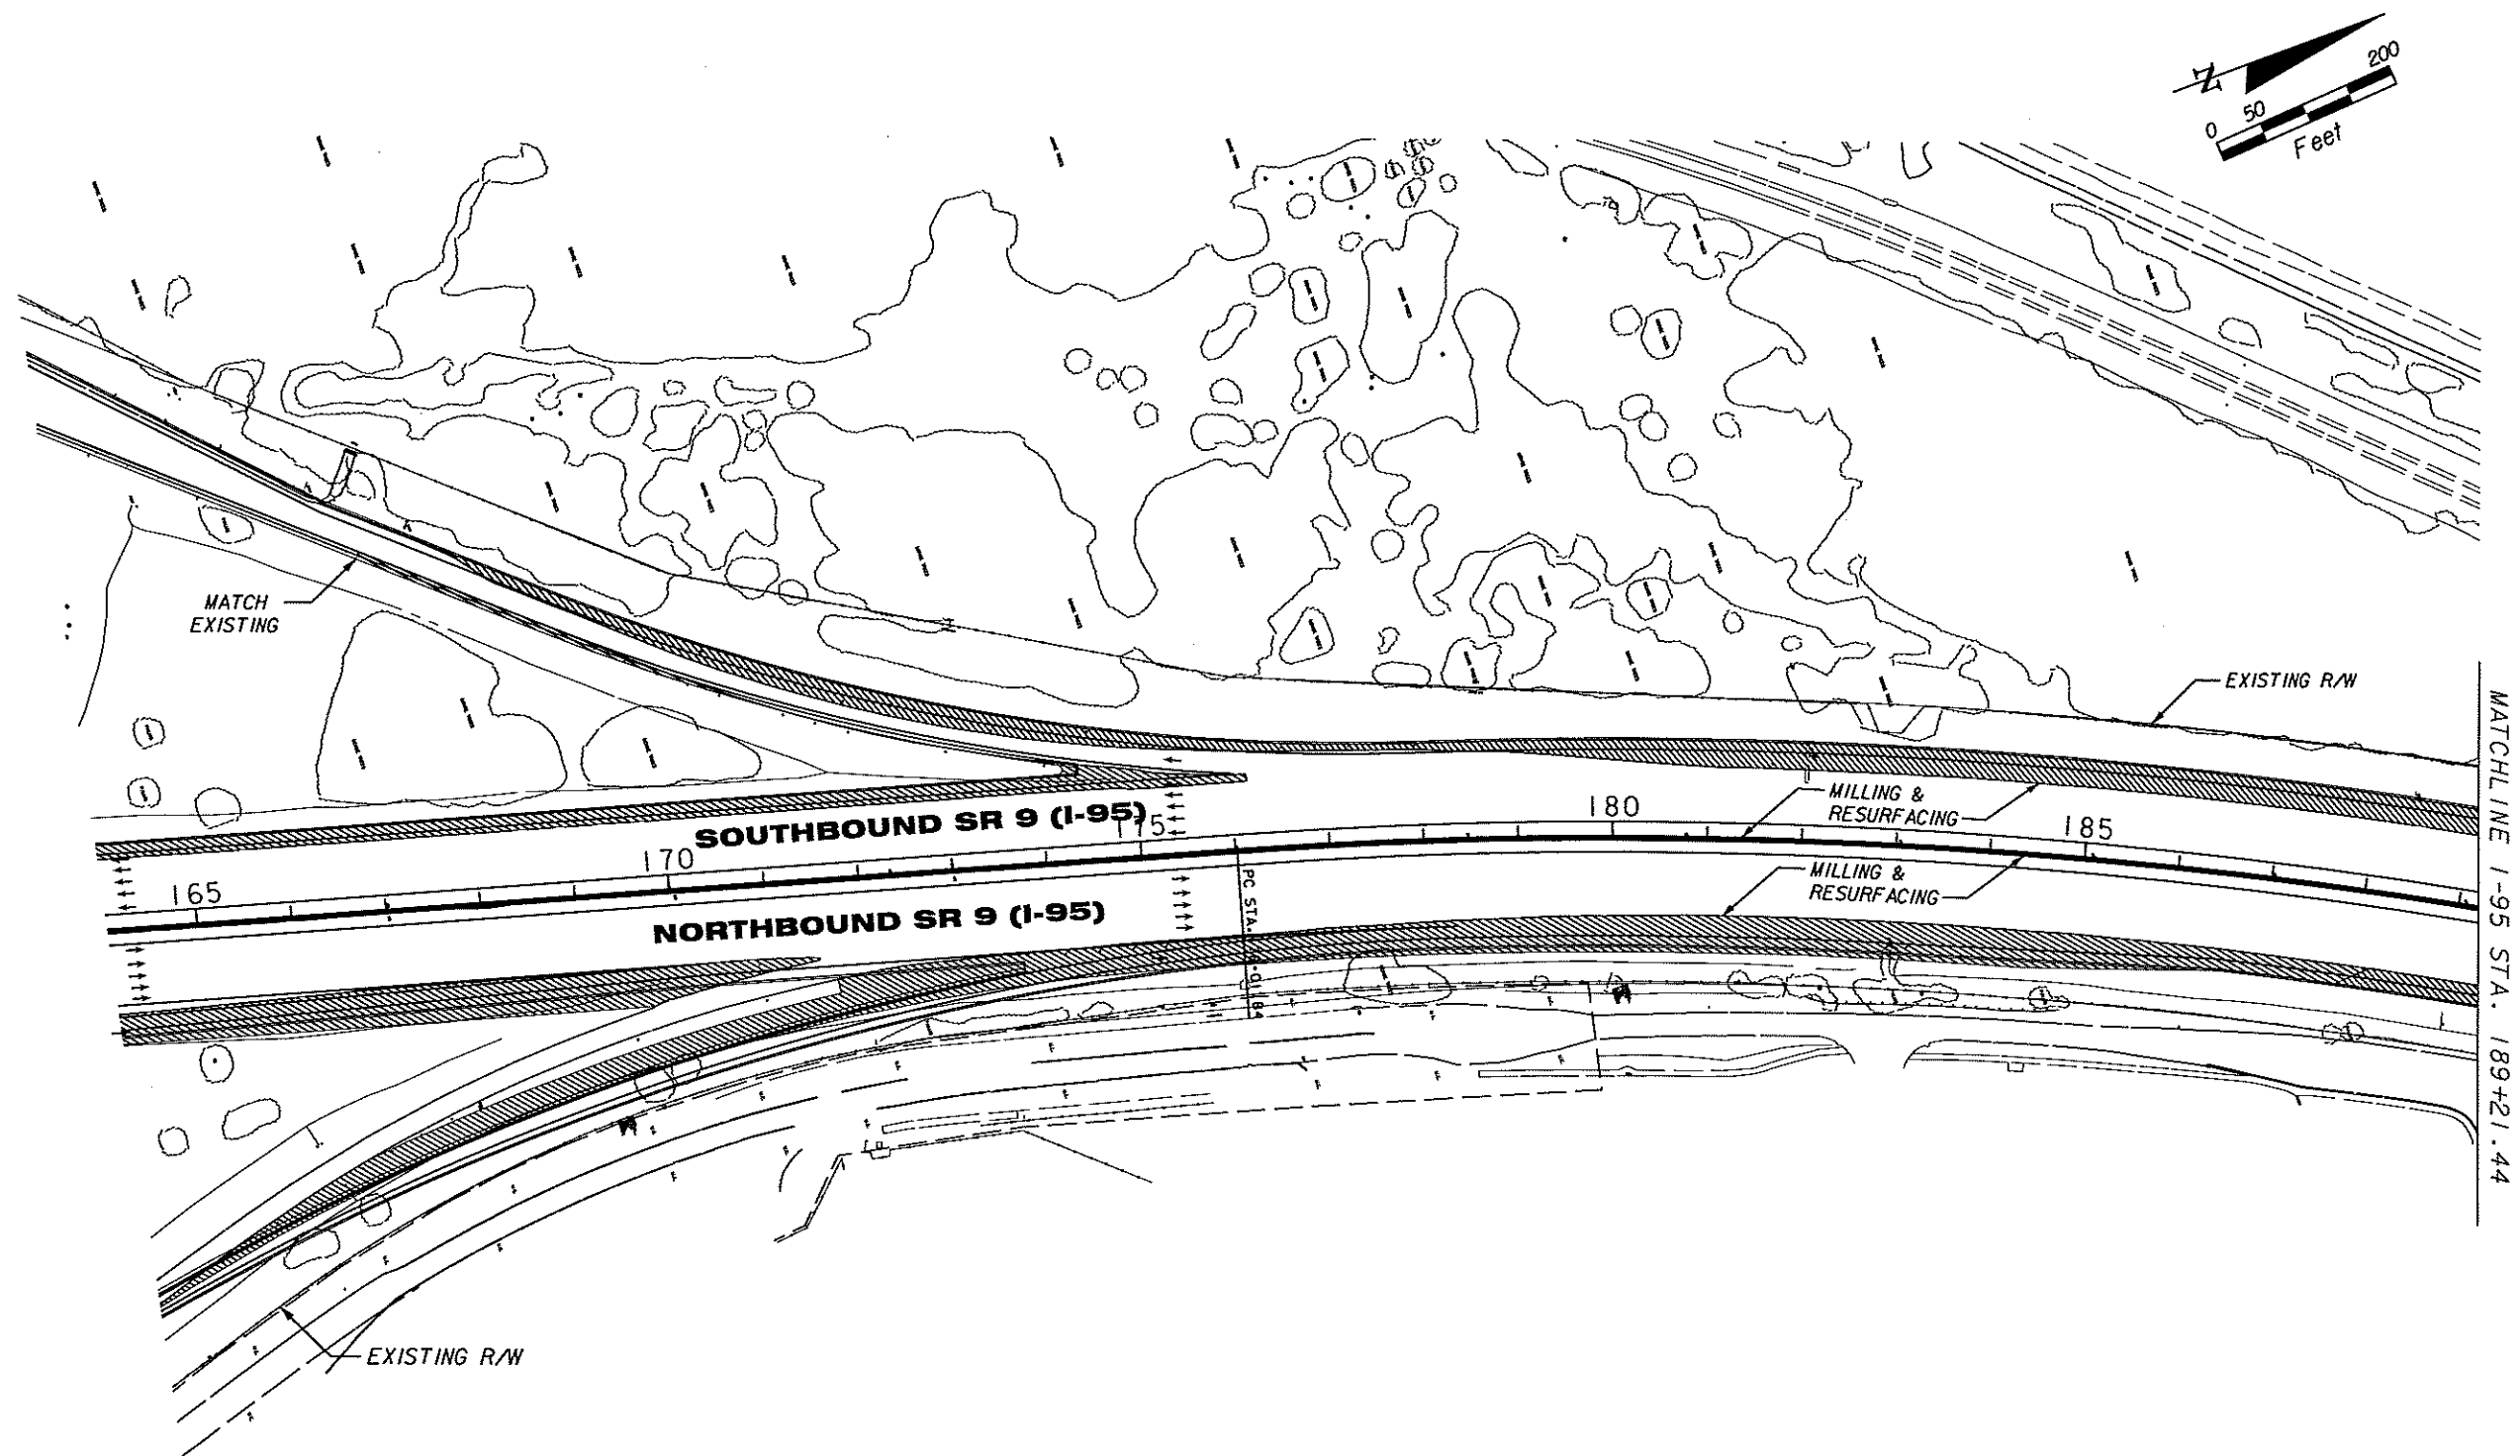 N
0 50 200
Feet
MATCH
EXISTING
EXISTING R/W
MILLING &
RESURFACING
180
185
SOUTHBOUND SR 9 (I-95)
175
170
165
MILLING &
RESURFACING
NORTHBOUND SR 9 (I-95)
PC STA.
EXISTING R/W
MATCHLINE I-95 STA. 189+21.44